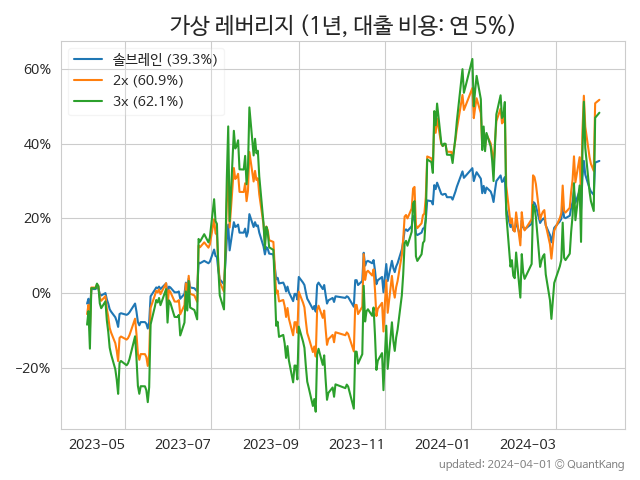 가상 레버리지 (1년, 대출 비용: 연 5%)
솔브레인 (39.3%)
2x (60.9%)
3x (62.1%)
60%
40%
20%
0%
−20%
2023-05 2023-07 2023-09 2023-11 2024-01 2024-03
updated: 2024-04-01 © QuantKang